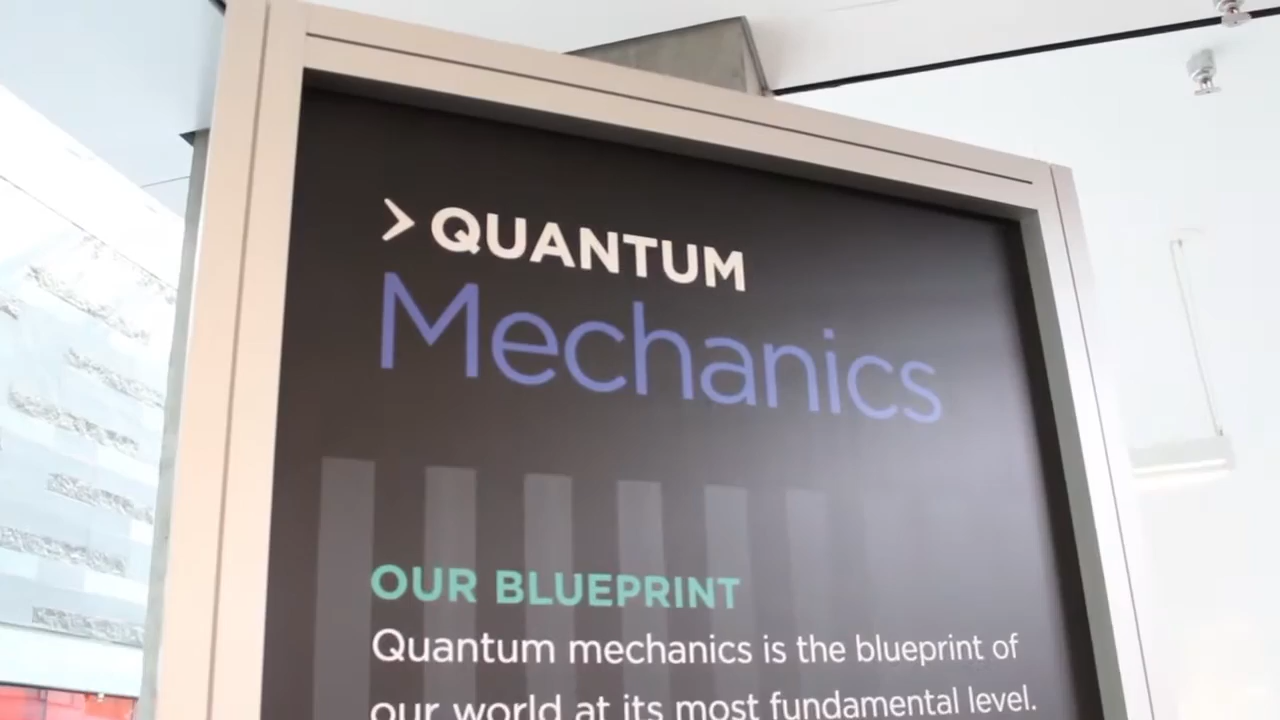 > QUANTUM
Mechanics
OUR BLUEPRINT
Quantum mechanics is the blueprint of
our world at its most fundamental level.